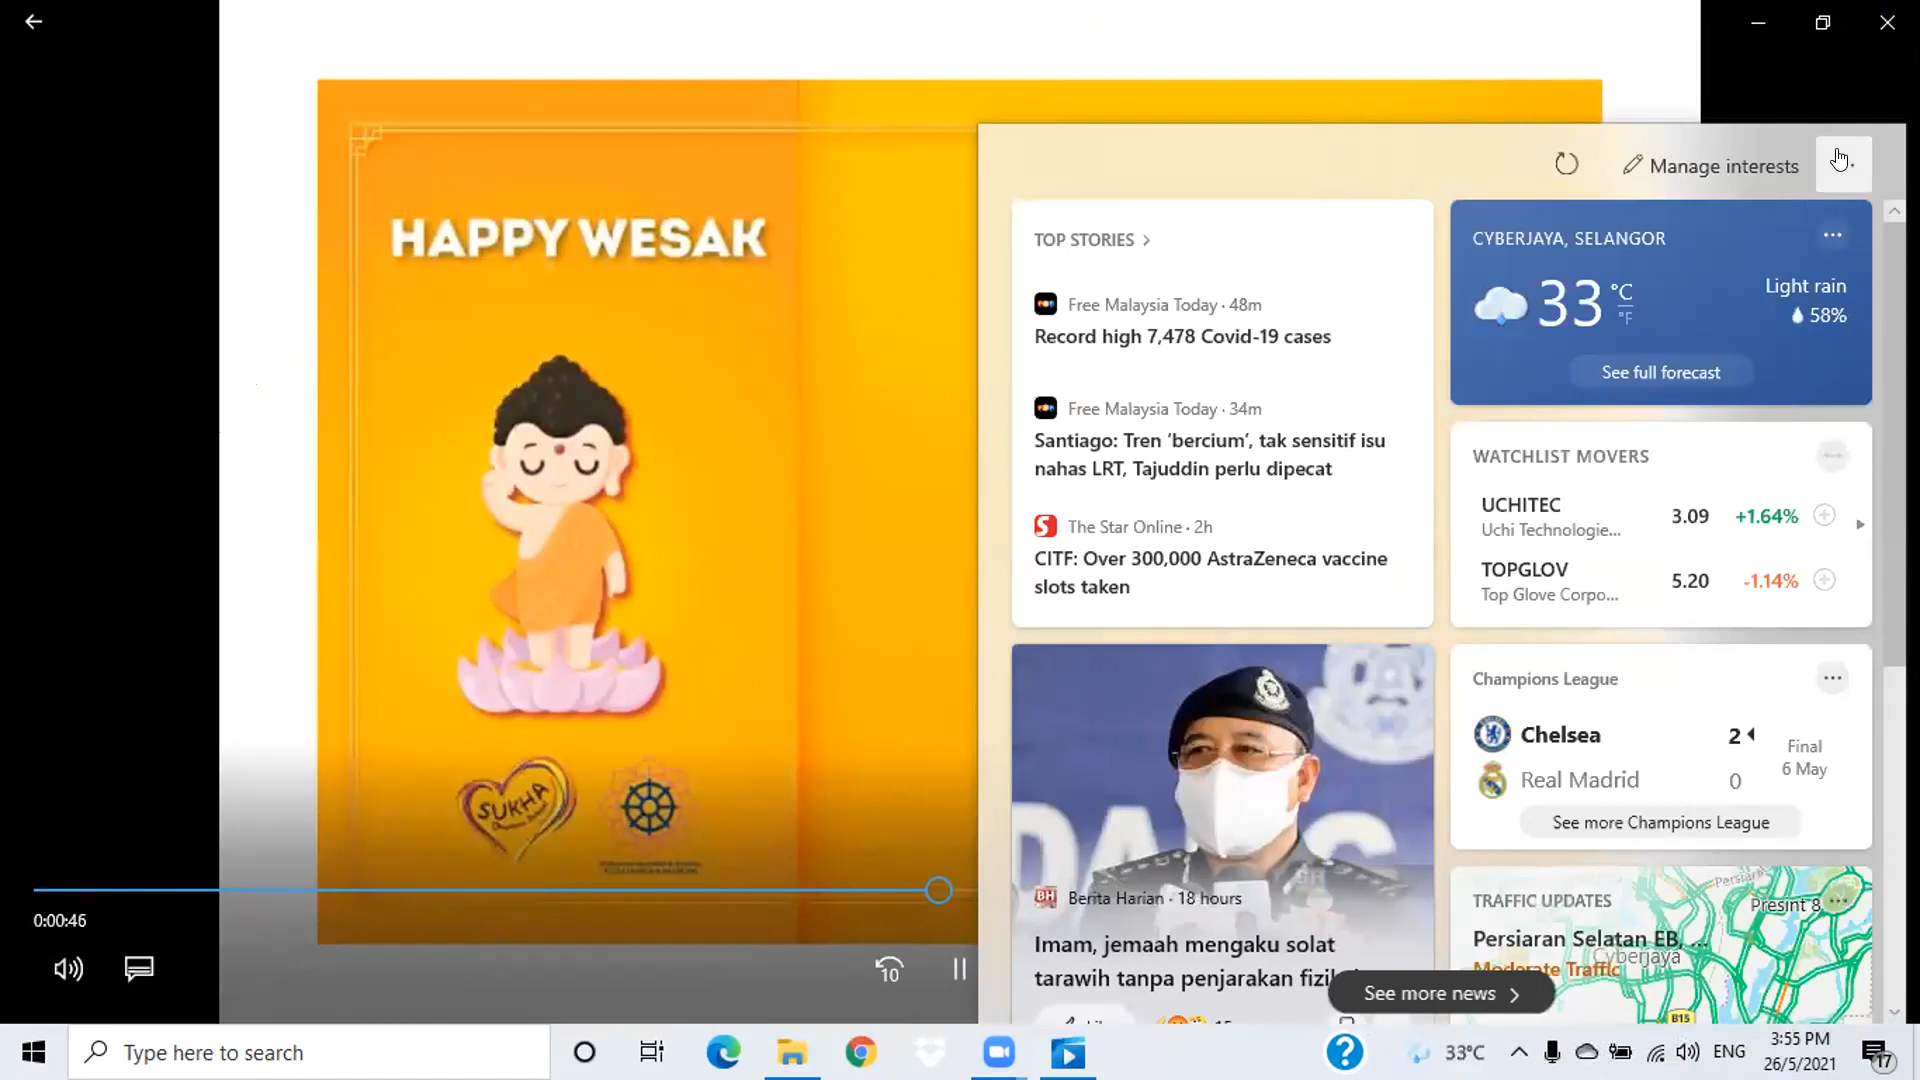 HAPPY WESAK
SUKHA
0:00:46
10
Manage interests
TOP STORIES
Free Malaysia Today · 48m
Record high 7,478 Covid-19 cases
Free Malaysia Today · 34m
Santiago: Tren ‘bercium’, tak sensitif isu
nahas LRT, Tajuddin perlu dipecat
The Star Online · 2h
CITF: Over 300,000 AstraZeneca vaccine
slots taken
BH
Berita Harian · 18 hours
Imam, jemaah mengaku solat
tarawih tanpa penjarakan
See more news
CYBERJAYA, SELANGOR
33 °C
°F
Light rain
58%
See full forecast
WATCHLIST MOVERS
UCHITEC
3.09 +1.64%
Uchi Technologie...
TOPGLOV
5.20 -1.14%
Top Glove Corpo...
Champions League
Chelsea 2
Real Madrid 0
Final
6 May
See more Champions League
TRAFFIC UPDATES
Presint 8
Persiaran Selatan EB, ...
Cyberjaya
Moderate Traffic
B15
Type here to search
33°C
ENG
3:55 PM
26/5/2021
17